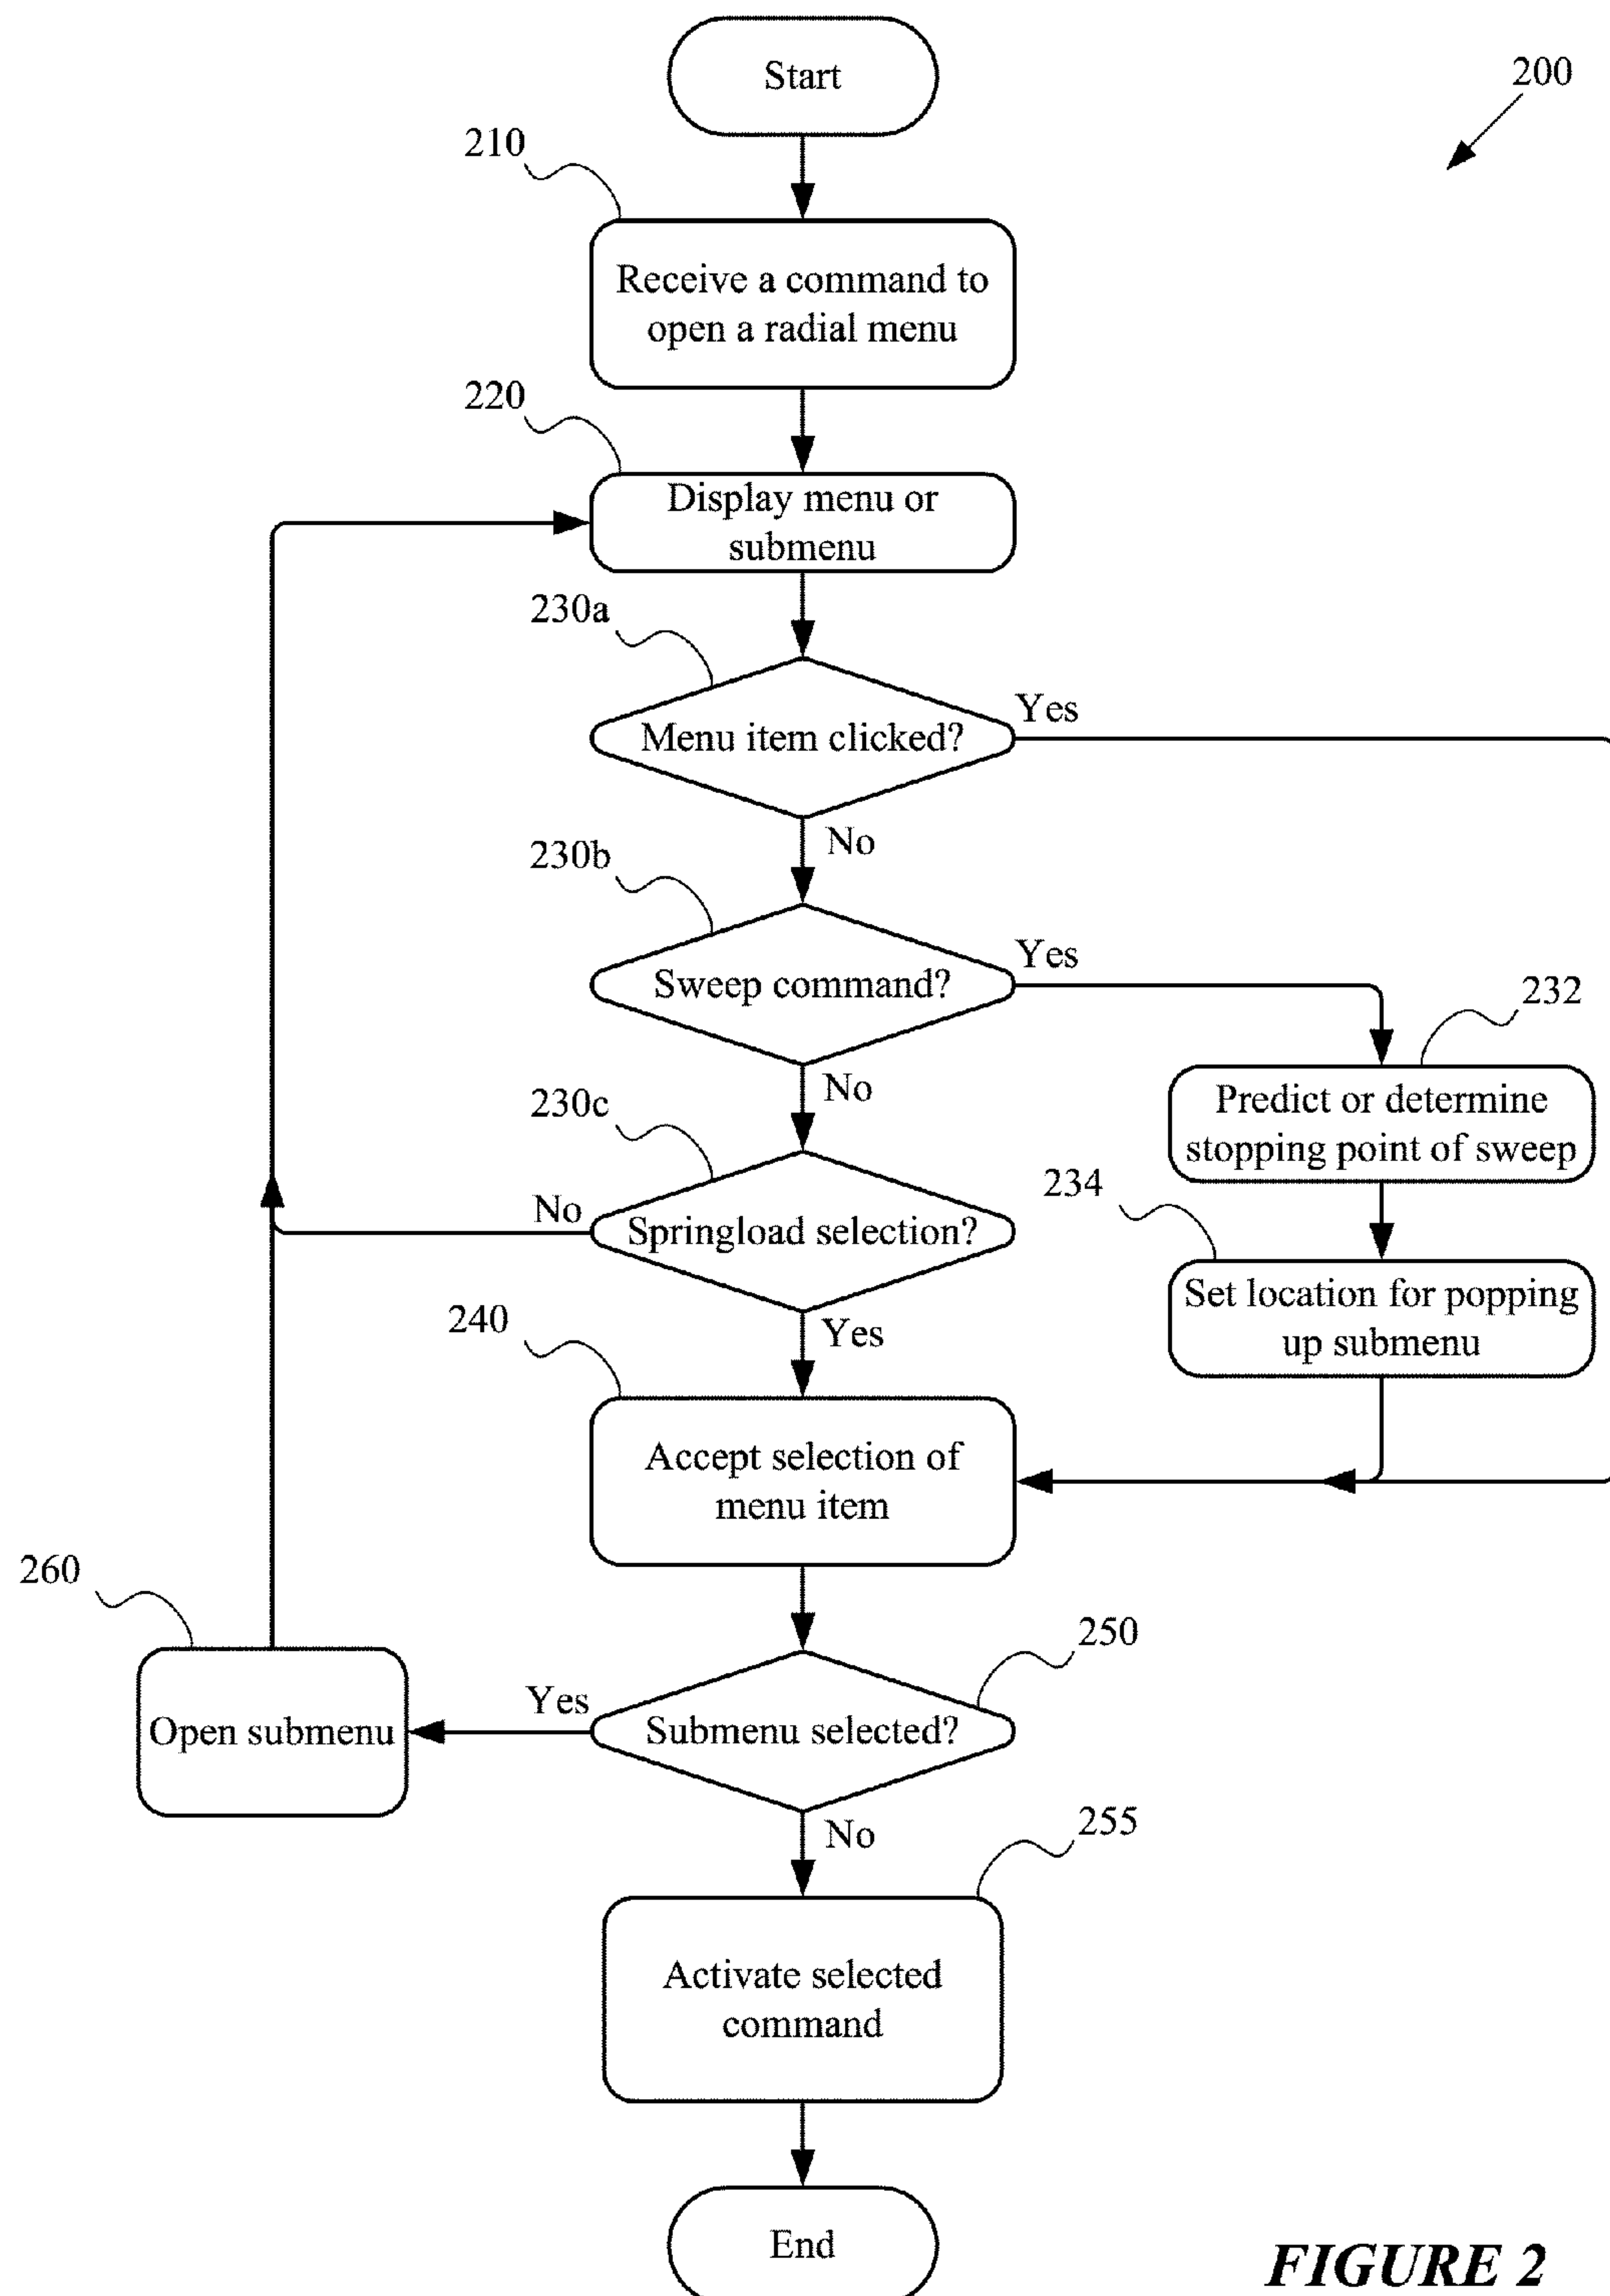 Start
200
210
Receive a command to
open a radial menu
220
Display menu or
submenu
230a
Menu item clicked?
Yes
No
230b
Sweep command?
Yes
232
Predict or determine
stopping point of sweep
No
230c
Springload selection?
No
Yes
234
Set location for popping
up submenu
240
Accept selection of
menu item
250
Submenu selected?
Yes
260
Open submenu
No
255
Activate selected
command
End
FIGURE 2